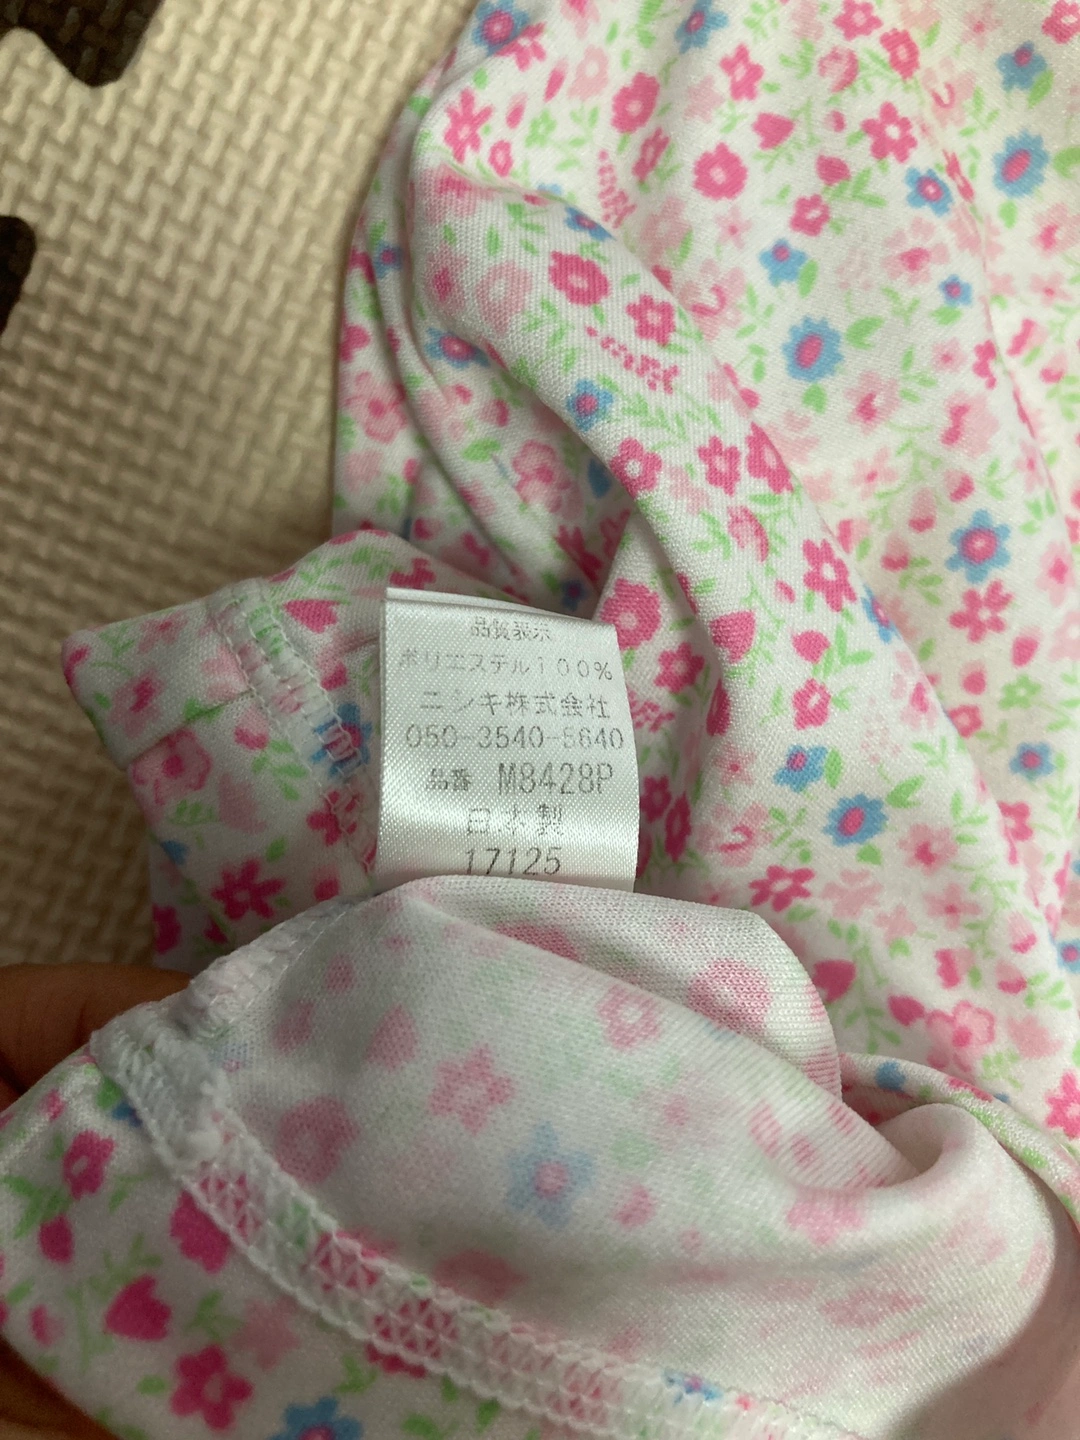 品質表示
ポリエステル100%
ニシキ株式会社
050-3540-5640
品番 M8428P
日本製
17125